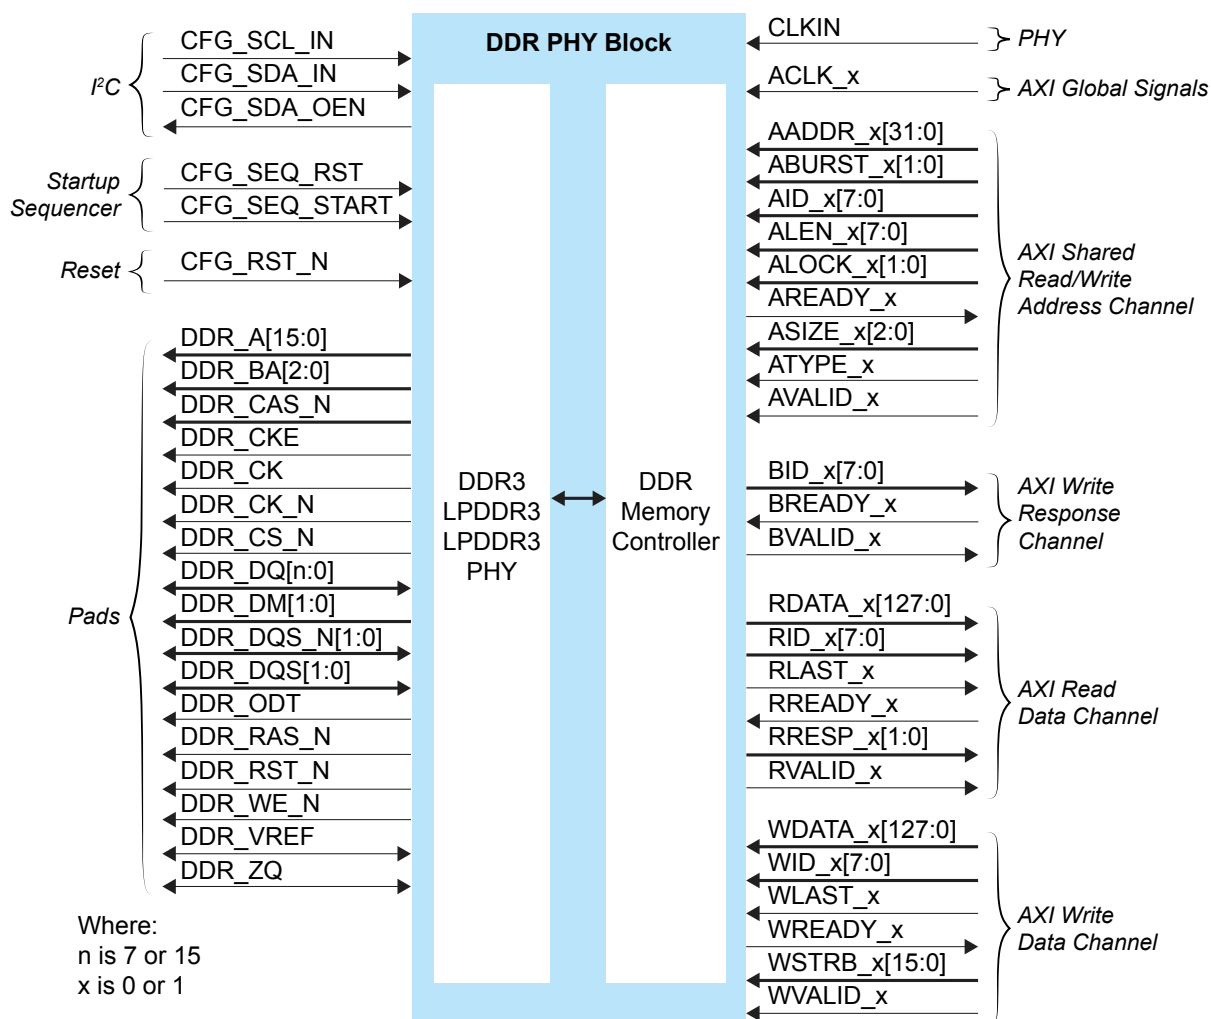 DDR PHY Block
CFG_SCL_IN
CFG_SDA_IN
CFG_SDA_OEN
I²C
CFG_SEQ_RST
CFG_SEQ_START
Startup
Sequencer
CFG_RST_N
Reset
DDR_A[15:0]
DDR_BA[2:0]
DDR_CAS_N
DDR_CKE
DDR_CK
DDR_CK_N
DDR_CS_N
DDR_DQ[n:0]
DDR_DM[1:0]
DDR_DQS_N[1:0]
DDR_DQS[1:0]
DDR_ODT
DDR_RAS_N
DDR_RST_N
DDR_WE_N
DDR_VREF
DDR_ZQ
Pads
Where:
n is 7 or 15
x is 0 or 1
DDR3
LPDDR3
LPDDR3
PHY
DDR
Memory
Controller
CLKIN
PHY
ACLK_x
AXI Global Signals
AADDR_x[31:0]
ABURST_x[1:0]
AID_x[7:0]
ALEN_x[7:0]
ALOCK_x[1:0]
AREADY_x
ASIZE_x[2:0]
ATYPE_x
AVALID_x
AXI Shared
Read/Write
Address Channel
BID_x[7:0]
BREADY_x
BVALID_x
AXI Write
Response
Channel
RDATA_x[127:0]
RID_x[7:0]
RLAST_x
RREADY_x
RRESP_x[1:0]
RVALID_x
AXI Read
Data Channel
WDATA_x[127:0]
WID_x[7:0]
WLAST_x
WREADY_x
WSTRB_x[15:0]
WVALID_x
AXI Write
Data Channel